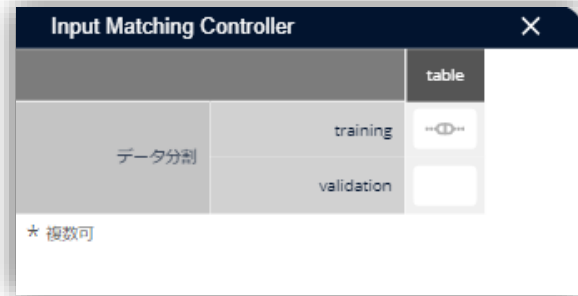 Input Matching Controller
table
データ分割
training
validation
* 複数可